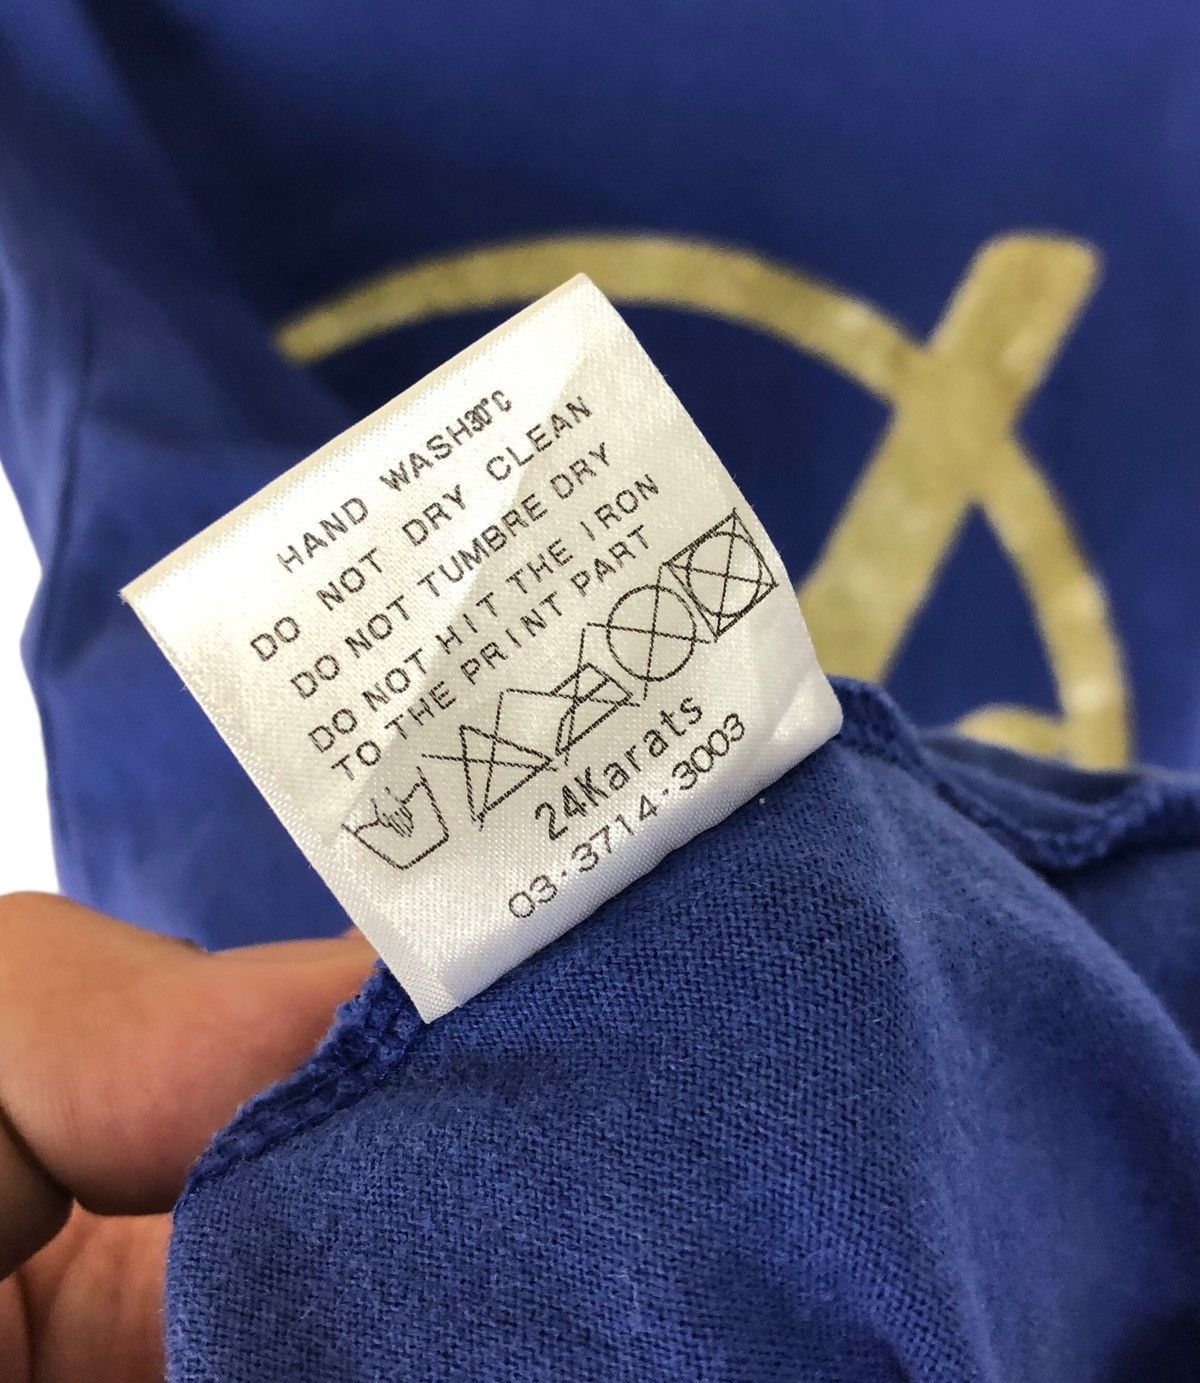 HAND WASH30°C
DO NOT DRY CLEAN
DO NOT TUMBRE DRY
DO NOT HIT THE IRON
TO THE PRINT PART
24Karats
03-3714-3003